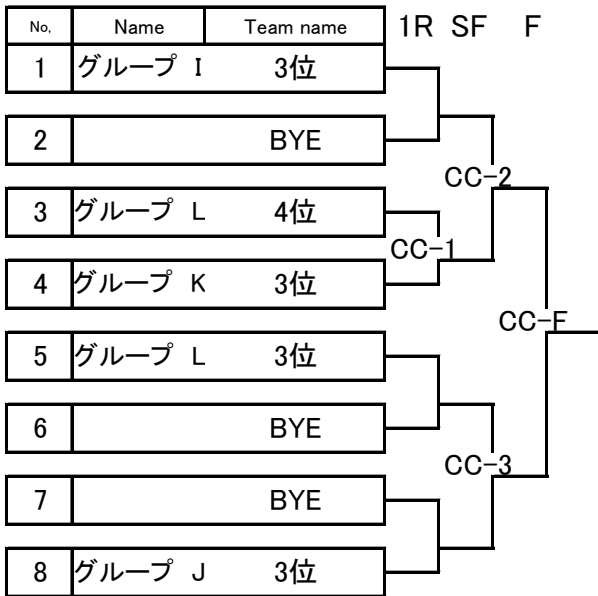 No, Name Team name 1R SF F
1 グループ I 3位
2 BYE
CC-2
3 グループ L 4位
CC-1
4 グループ K 3位
CC-F
5 グループ L 3位
6 BYE
CC-3
7 BYE
8 グループ J 3位